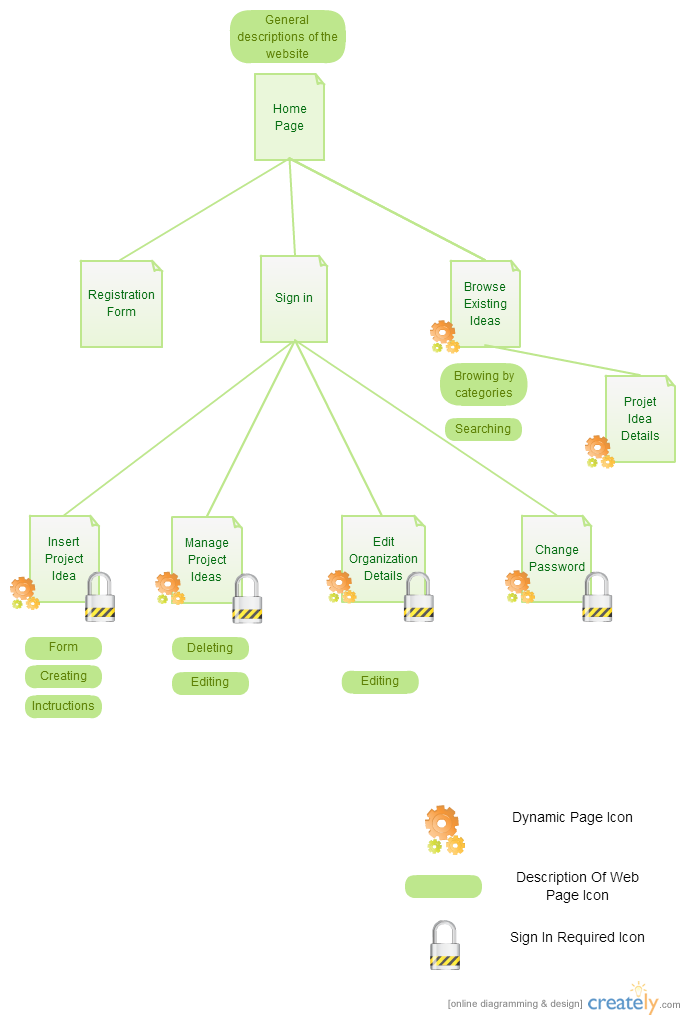 General
descriptions of the
website
Home
Page
Registration
Form
Sign in
Browse
Existing
Ideas
Browing by
categories
Searching
Projet
Idea
Details
Insert
Project
Idea
Manage
Project
Ideas
Edit
Organization
Details
Change
Password
Form
Creating
Inctructions
Deleting
Editing
Editing
Dynamic Page Icon
Description Of Web
Page Icon
Sign In Required Icon
[online diagramming & design] creately.com